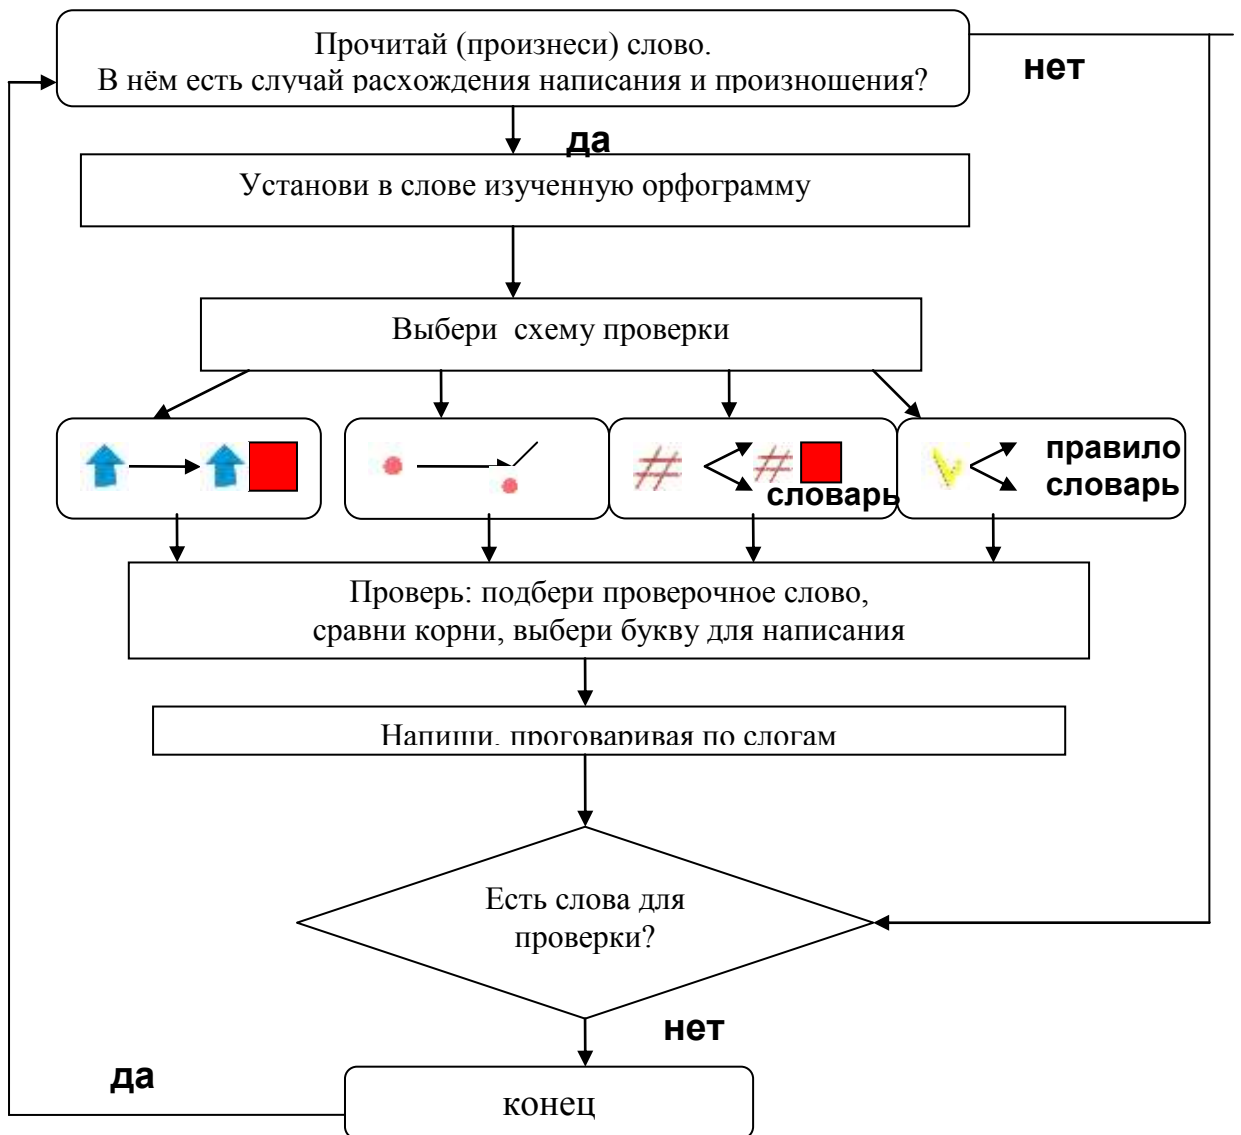 Прочитай (произнеси) слово.
В нём есть случай расхождения написания и произношения?
нет
да
Установи в слове изученную орфограмму
Выбери схему проверки
правило
словарь
словарь
Проверь: подбери проверочное слово,
сравни корни, выбери букву для написания
Напиши, проговаривая по слогам
Есть слова для
проверки?
нет
да
конец